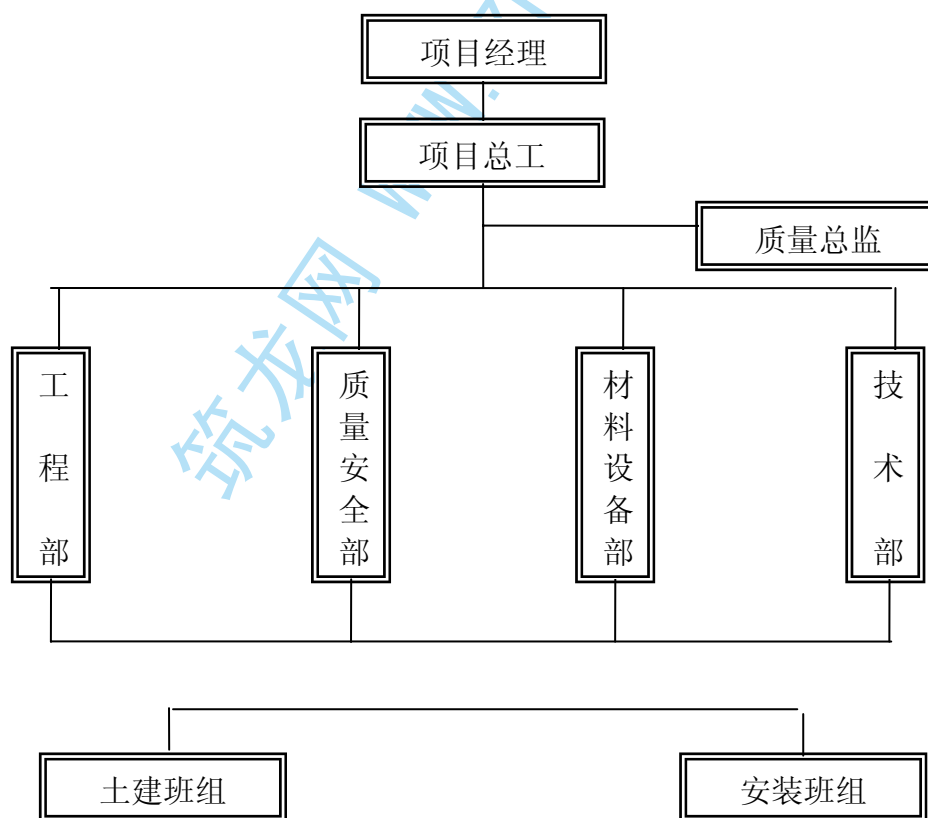 项目经理
项目总工
质量总监
工程部
质量安全部
材料设备部
技术部
土建班组
安装班组
筑龙网 WW.